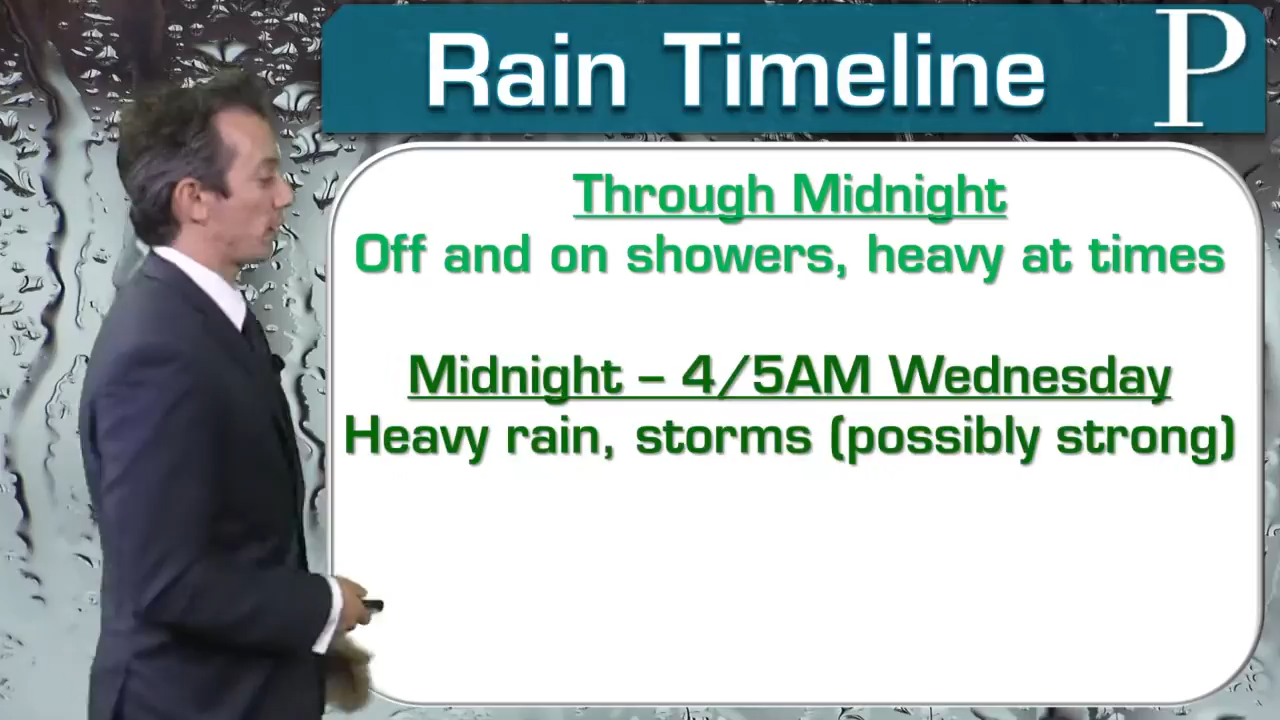 Rain Timeline
P
Through Midnight
Off and on showers, heavy at times
Midnight – 4/5AM Wednesday
Heavy rain, storms (possibly strong)